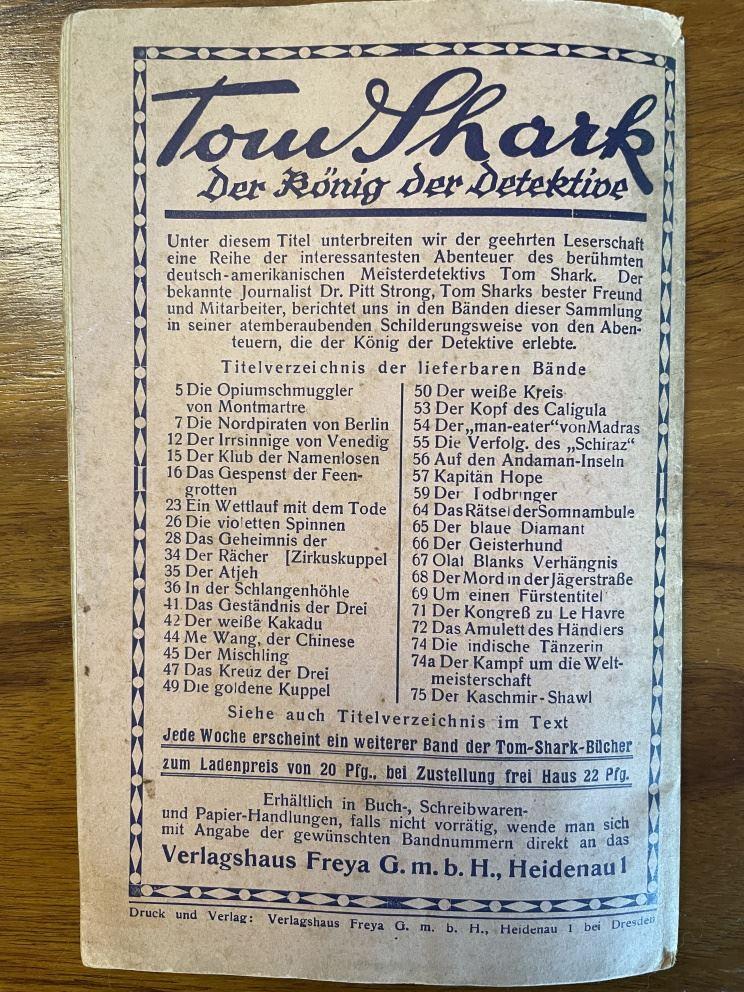 Tom Shark
Der König der Detektive
Unter diesem Titel unterbreiten wir der geehrten Leserschaft
eine Reihe der interessantesten Abenteuer des berühmten
deutsch-amerikanischen Meisterdetektivs Tom Shark. Der
bekannte Journalist Dr. Pitt Strong, Tom Sharks bester Freund
und Mitarbeiter, berichtet uns in den Bänden dieser Sammlung
in seiner atemberaubenden Schilderungsweise von den Aben-
teuern, die der König der Detektive erlebte.
Titelverzeichnis der lieferbaren Bände
5 Die Opiumschmuggler
von Montmartre
7 Die Nordpiraten von Berlin
12 Der Irrsinnige von Venedig
15 Der Klub der Namenlosen
16 Das Gespenst der Feen-
grotten
23 Ein Wettlauf mit dem Tode
26 Die violetten Spinnen
28 Das Geheimnis der
34 Der Rächer [Zirkuskuppel
35 Der Atjeh
36 In der Schlangenhöhle
41 Das Geständnis der Drei
42 Der weiße Kakadu
44 Me Wang, der Chinese
45 Der Mischling
47 Das Kreuz der Drei
49 Die goldene Kuppel
50 Der weiße Kreis
53 Der Kopf des Caligula
54 Der „man-eater“ von Madras
55 Die Verfolg. des „Schiraz“
56 Auf den Andaman-Inseln
57 Kapitän Hope
59 Der Todbringer
64 Das Rätsel der Somnambule
65 Der blaue Diamant
66 Der Geisterhund
67 Olaf Blanks Verhängnis
68 Der Mord in der Jägerstraße
69 Um einen Fürstentitel
71 Der Kongreß zu Le Havre
72 Das Amulett des Händlers
74 Die indische Tänzerin
74a Der Kampf um die Welt-
meisterschaft
75 Der Kaschmir-Shawl
Siehe auch Titelverzeichnis im Text
Jede Woche erscheint ein weiterer Band der Tom-Shark-Bücher
zum Ladenpreis von 20 Pfg., bei Zustellung frei Haus 22 Pfg.
Erhältlich in Buch-, Schreibwaren-
und Papier-Handlungen, falls nicht vorrätig, wende man sich
mit Angabe der gewünschten Bandnummern direkt an das
Verlagshaus Freya G. m. b. H., Heidenau 1
Druck und Verlag: Verlagshaus Freya G. m. b. H., Heidenau 1 bei Dresden